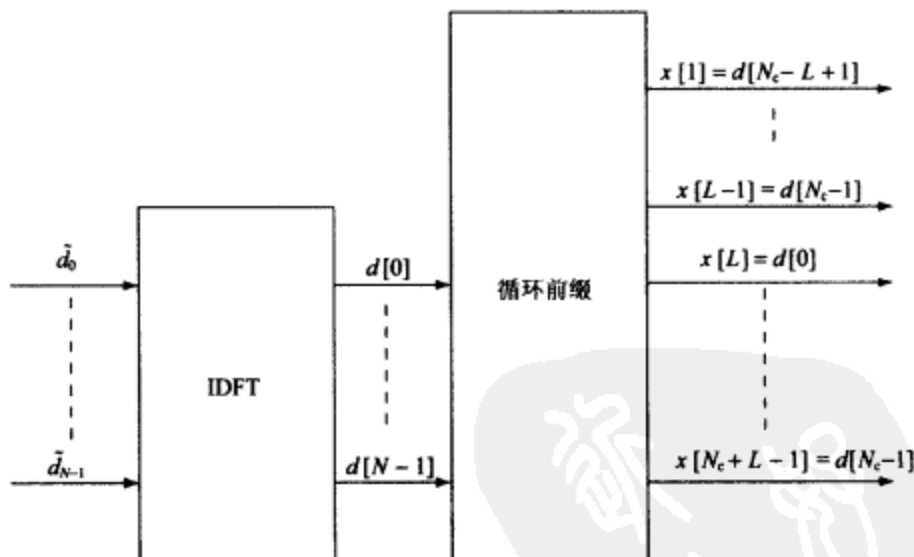 x[1] = d[N_c − L + 1]
x[L − 1] = d[N_c − 1]
d̃_0
d[0]
x[L] = d[0]
循环前缀
IDFT
d̃_{N−1}
d[N − 1]
x[N_c + L − 1] = d[N_c − 1]